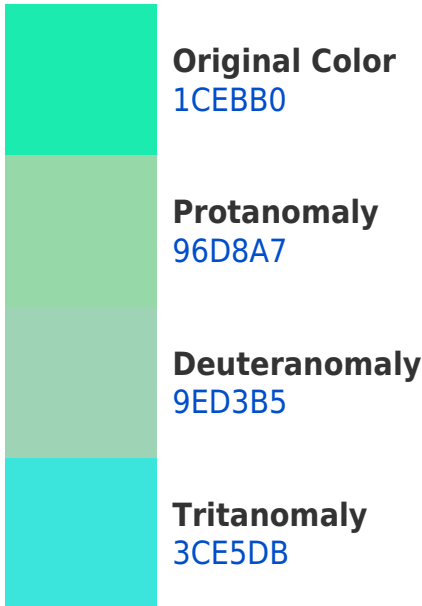 Original Color
1CEBB0
Protanomaly
96D8A7
Deuteranomaly
9ED3B5
Tritanomaly
3CE5DB